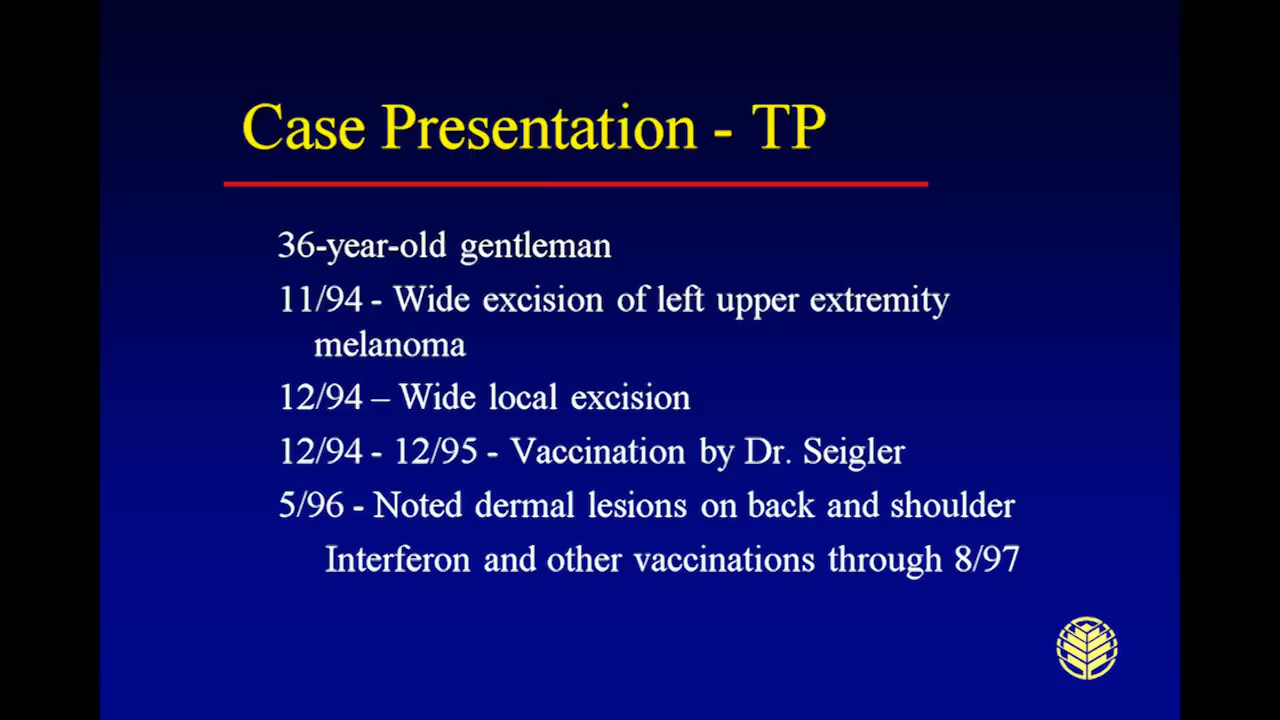 Case Presentation - TP
36-year-old gentleman
11/94 - Wide excision of left upper extremity
melanoma
12/94 – Wide local excision
12/94 - 12/95 - Vaccination by Dr. Seigler
5/96 - Noted dermal lesions on back and shoulder
Interferon and other vaccinations through 8/97